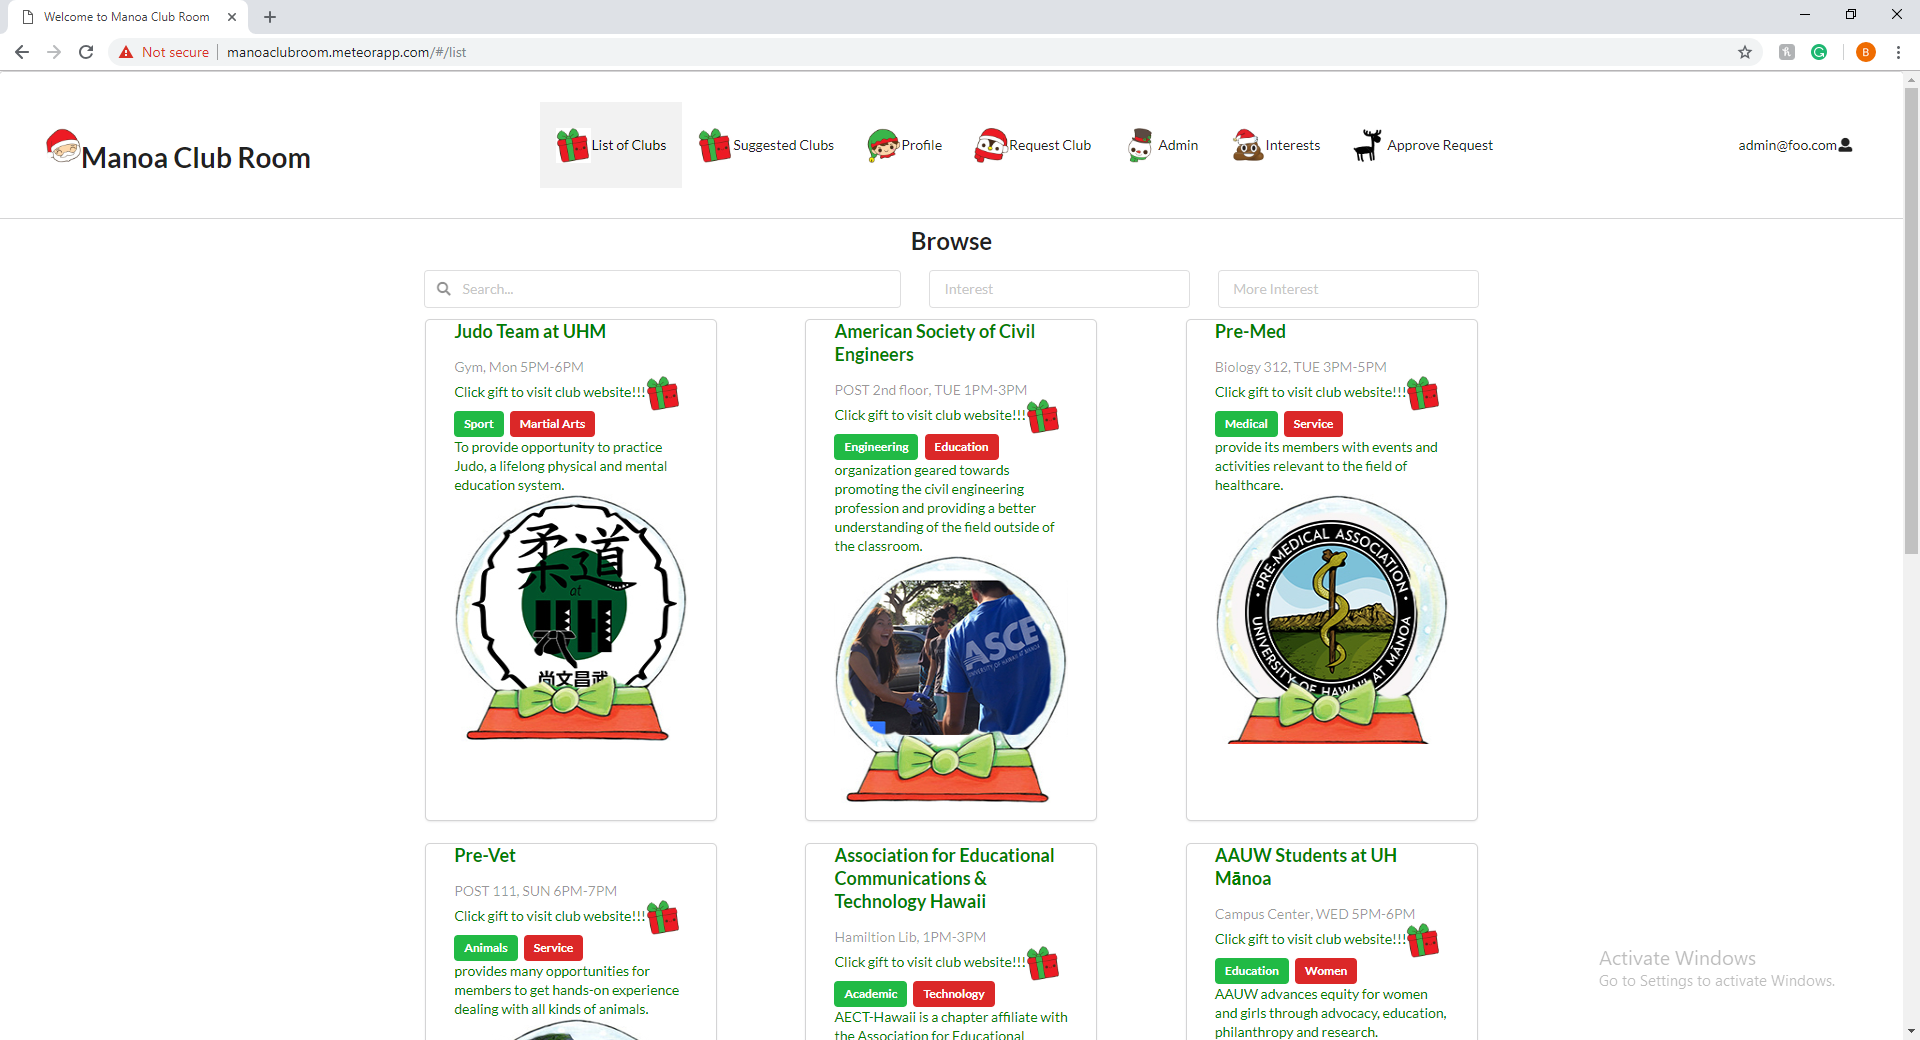 Welcome to Manoa Club Room
Not secure
manoaclubroom.meteorapp.com/#/list
B
Manoa Club Room
List of Clubs
Suggested Clubs
Profile
Request Club
Admin
Interests
Approve Request
admin@foo.com
Browse
Search...
Interest
More Interest
Judo Team at UHM
Gym, Mon 5PM-6PM
Click gift to visit club website!!!
Sport
Martial Arts
To provide opportunity to practice
Judo, a lifelong physical and mental
education system.
柔道
at
UH
尚文昌武
American Society of Civil
Engineers
POST 2nd floor, TUE 1PM-3PM
Click gift to visit club website!!!
Engineering
Education
organization geared towards
promoting the civil engineering
profession and providing a better
understanding of the field outside of
the classroom.
ASCE
UNIVERSITY OF HAWAII AT MANOA
Pre-Med
Biology 312, TUE 3PM-5PM
Click gift to visit club website!!!
Medical
Service
provide its members with events and
activities relevant to the field of
healthcare.
PRE-MEDICAL ASSOCIATION
UNIVERSITY OF HAWAI'I AT MĀNOA
Pre-Vet
POST 111, SUN 6PM-7PM
Click gift to visit club website!!!
Animals
Service
provides many opportunities for
members to get hands-on experience
dealing with all kinds of animals.
Association for Educational
Communications &
Technology Hawaii
Hamiltion Lib, 1PM-3PM
Click gift to visit club website!!!
Academic
Technology
AECT-Hawaii is a chapter affiliate with
the Association for Educational
AAUW Students at UH
Mānoa
Campus Center, WED 5PM-6PM
Click gift to visit club website!!!
Education
Women
AAUW advances equity for women
and girls through advocacy, education,
philanthropy and research.
Activate Windows
Go to Settings to activate Windows.